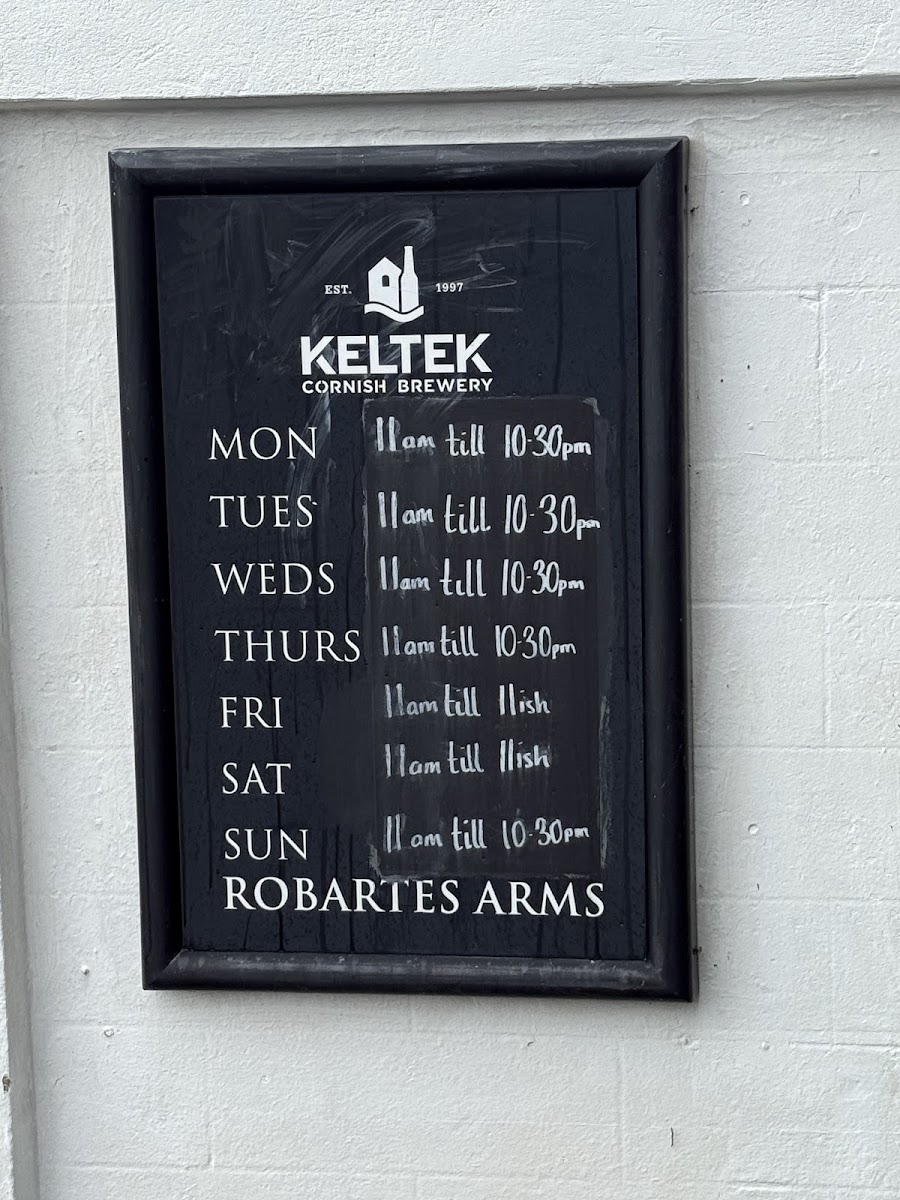 EST. 1997
KELTEK
CORNISH BREWERY
MON 11am till 10-30pm
TUES 11am till 10-30pm
WEDS 11am till 10-30pm
THURS 11am till 10-30pm
FRI 11am till 11ish
SAT 11am till 11ish
SUN 11am till 10-30pm
ROBARTES ARMS